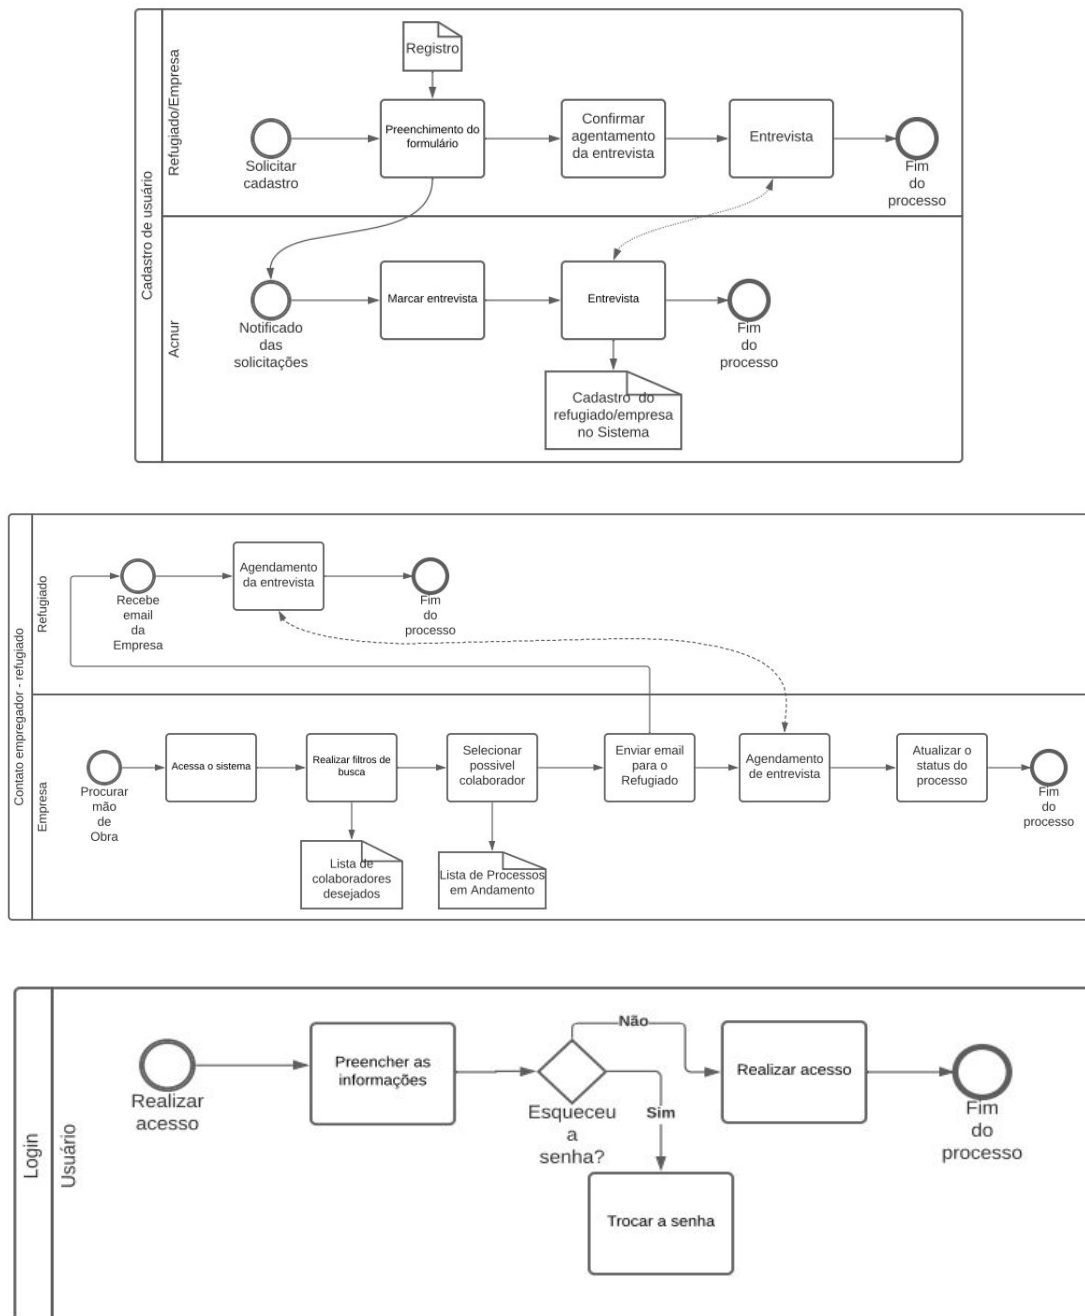 Cadastro de usuário
Refugiado/Empresa
Registro
Solicitar
cadastro
Preenchimento do
formulário
Confirmar
agentamento
da entrevista
Entrevista
Fim
do
processo
Acnur
Notificado
das
solicitações
Marcar entrevista
Entrevista
Fim
do
processo
Cadastro do
refugiado/empresa
no Sistema
Contato empregador - refugiado
Refugiado
Recebe
email
da
Empresa
Agendamento
da entrevista
Fim
do
processo
Empresa
Procurar
mão
de
Obra
Acessa o sistema
Realizar filtros de
busca
Selecionar
possivel
colaborador
Enviar email
para o
Refugiado
Agendamento
de entrevista
Atualizar o
status do
processo
Fim
do
processo
Lista de
colaboradores
desejados
Lista de Processos
em Andamento
Login
Usuário
Realizar
acesso
Preencher as
informações
Esqueceu
a
senha?
Não
Sim
Realizar acesso
Fim
do
processo
Trocar a senha